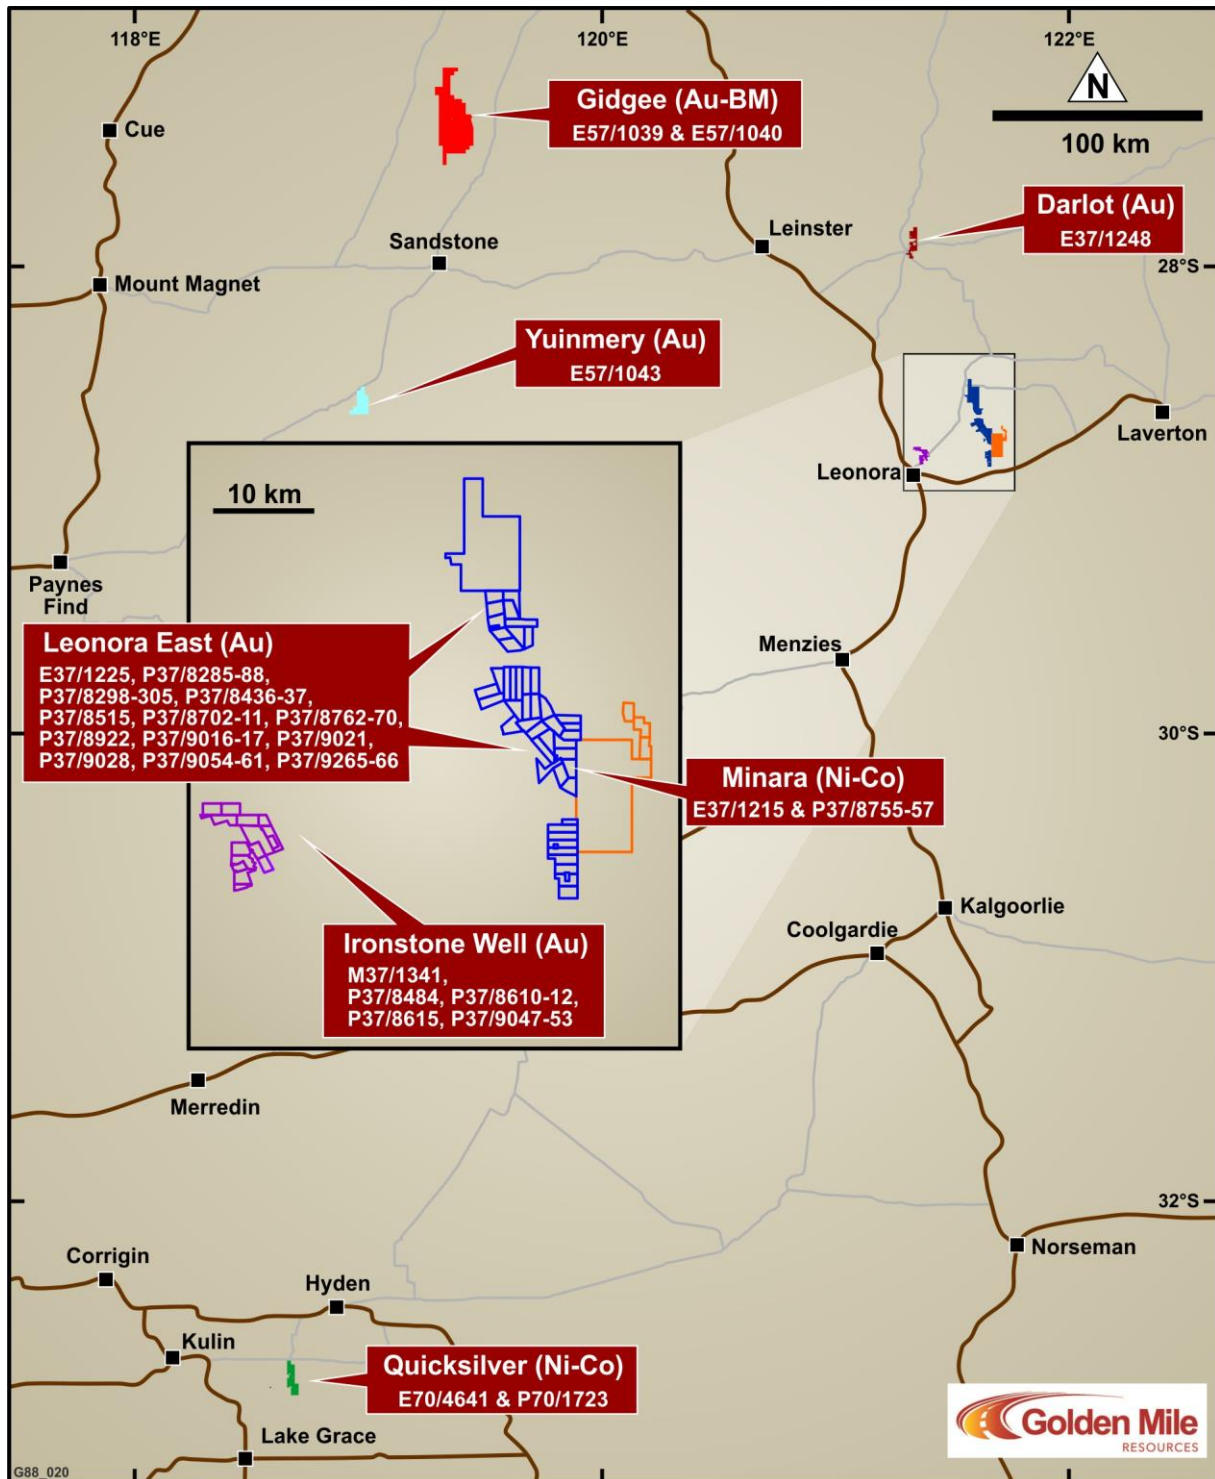 118°E
120°E
122°E
N
100 km
Gidgee (Au-BM)
E57/1039 & E57/1040
Cue
Darlot (Au)
E37/1248
Leinster
Sandstone
28°S
Mount Magnet
Yuinmery (Au)
E57/1043
Laverton
Leonora
10 km
Paynes
Find
Leonora East (Au)
E37/1225, P37/8285-88,
P37/8298-305, P37/8436-37,
P37/8515, P37/8702-11, P37/8762-70,
P37/8922, P37/9016-17, P37/9021,
P37/9028, P37/9054-61, P37/9265-66
Menzies
30°S
Minara (Ni-Co)
E37/1215 & P37/8755-57
Kalgoorlie
Coolgardie
Ironstone Well (Au)
M37/1341,
P37/8484, P37/8610-12,
P37/8615, P37/9047-53
Merredin
32°S
Norseman
Corrigin
Hyden
Kulin
Quicksilver (Ni-Co)
E70/4641 & P70/1723
Lake Grace
Golden Mile
RESOURCES
G88_020